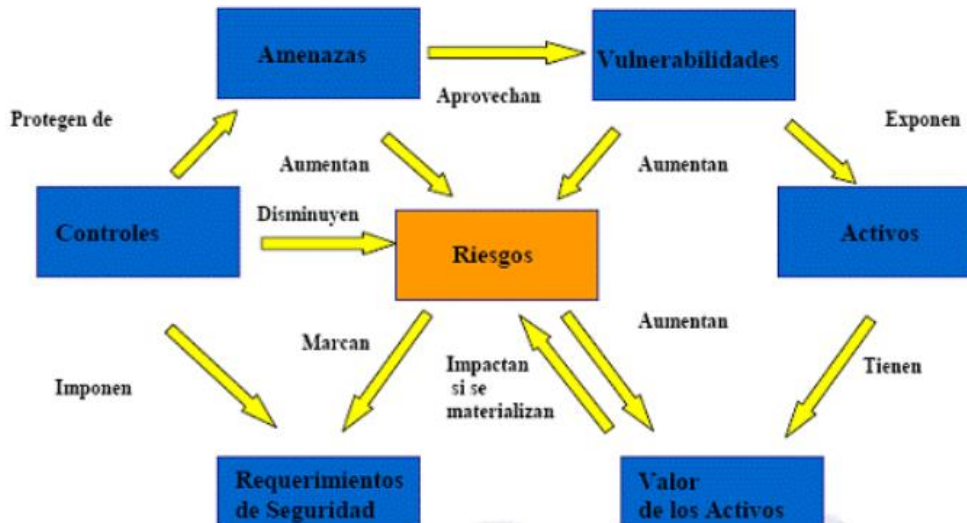 Amenazas
Vulnerabilidades
Aprovechan
Protegen de
Exponen
Aumentan
Aumentan
Disminuyen
Controles
Riesgos
Activos
Marcan
Aumentan
Impactan
si se
materializan
Imponen
Tienen
Requerimientos
de Seguridad
Valor
de los Activos